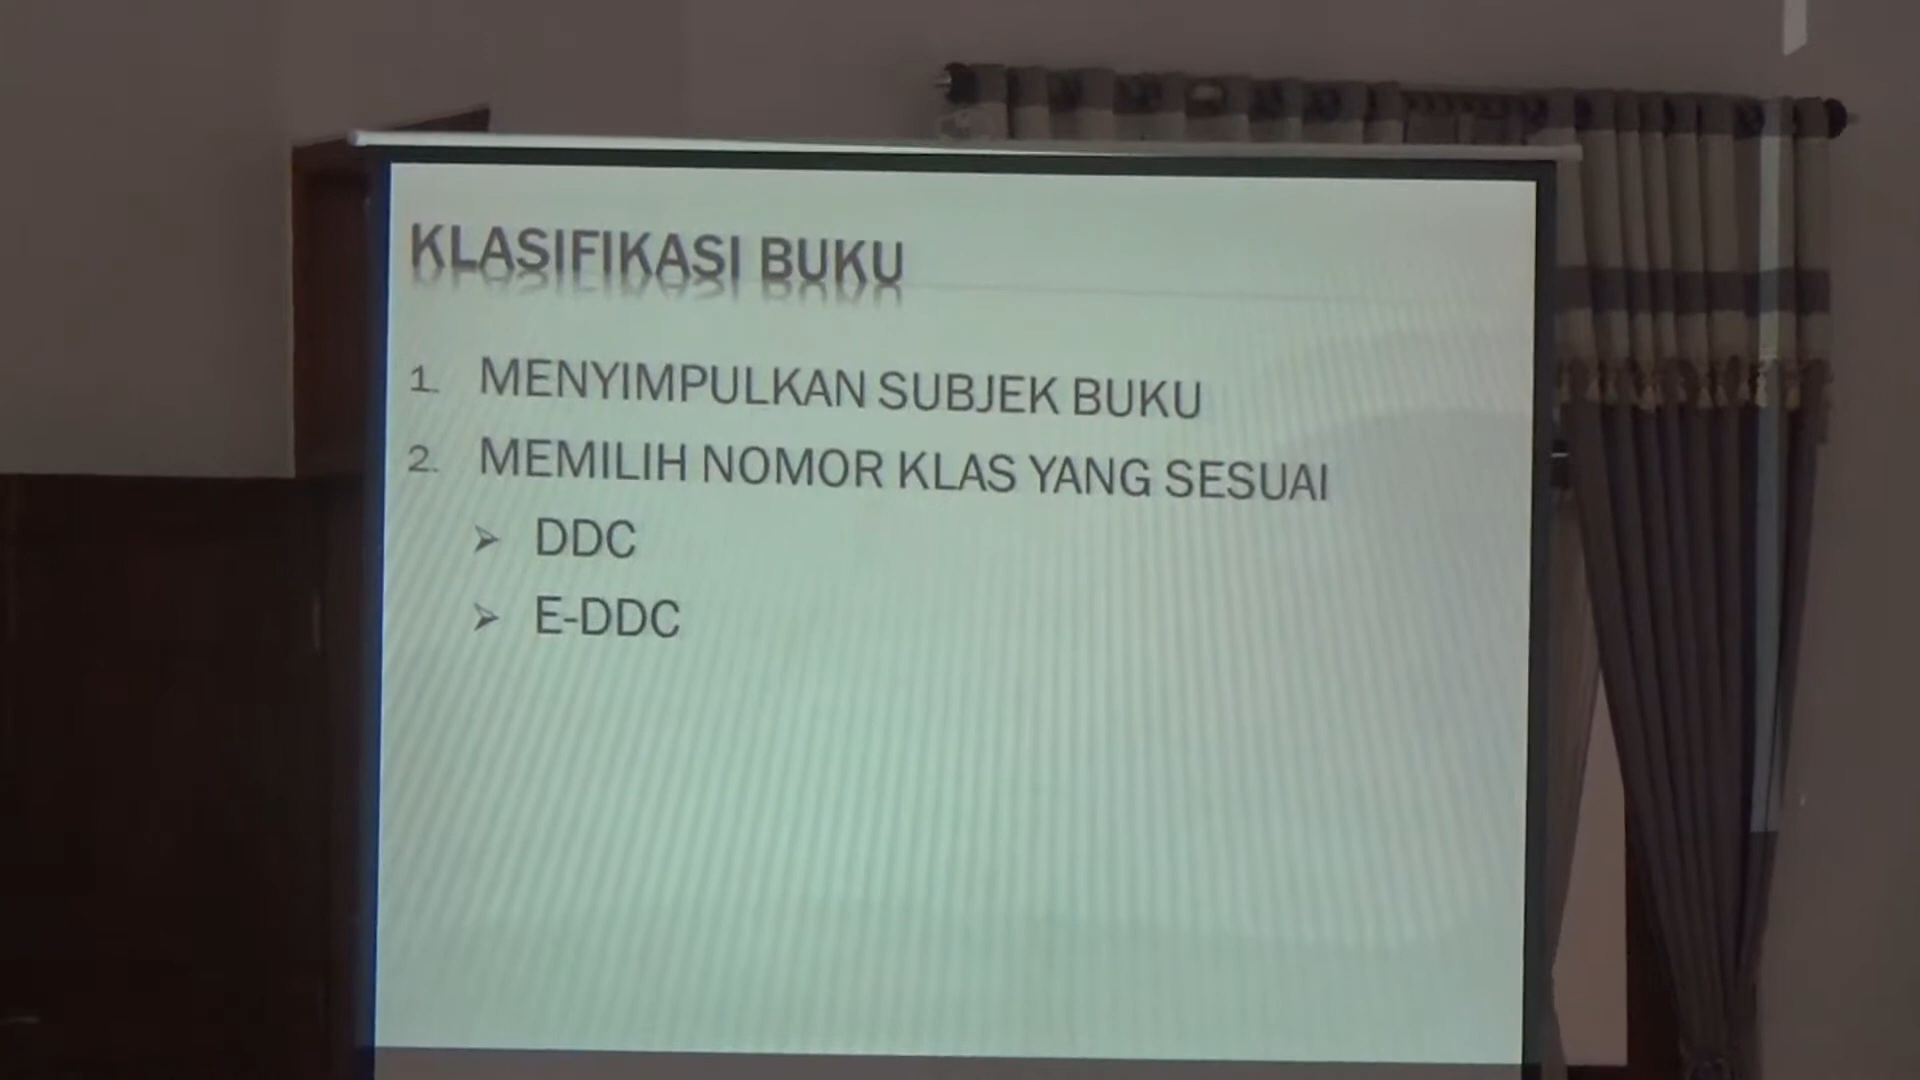 KLASIFIKASI BUKU
1. MENYIMPULKAN SUBJEK BUKU
2. MEMILIH NOMOR KLAS YANG SESUAI
➢ DDC
➢ E-DDC